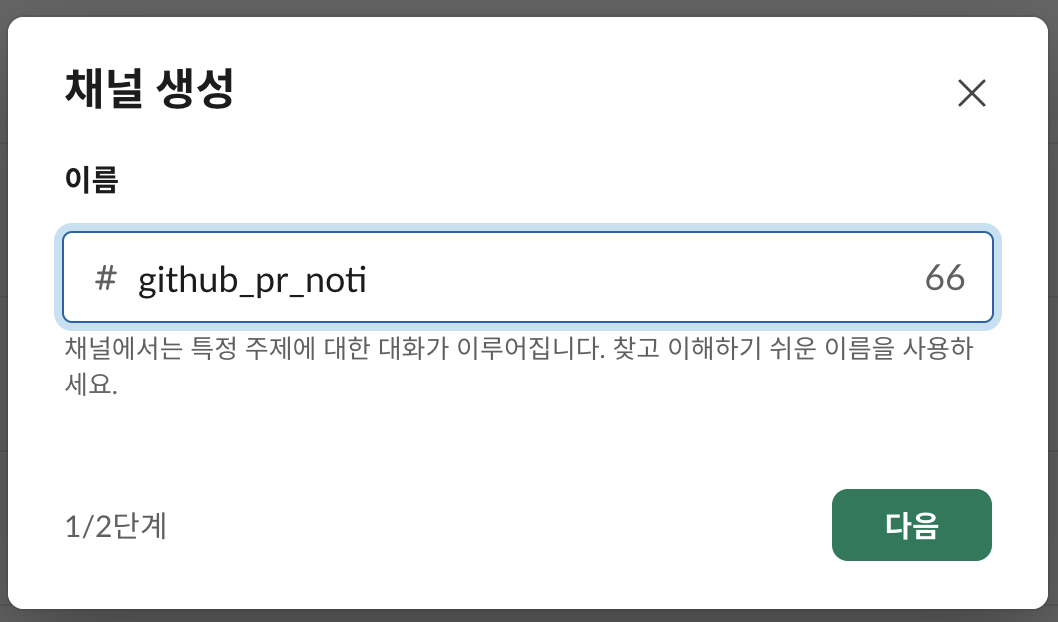 채널 생성
이름
# github_pr_noti 66
채널에서는 특정 주제에 대한 대화가 이루어집니다. 찾고 이해하기 쉬운 이름을 사용하
세요.
1/2단계 다음